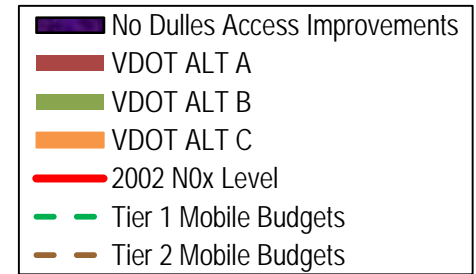 No Dulles Access Improvements
VDOT ALT A
VDOT ALT B
VDOT ALT C
2002 N0x Level
Tier 1 Mobile Budgets
Tier 2 Mobile Budgets